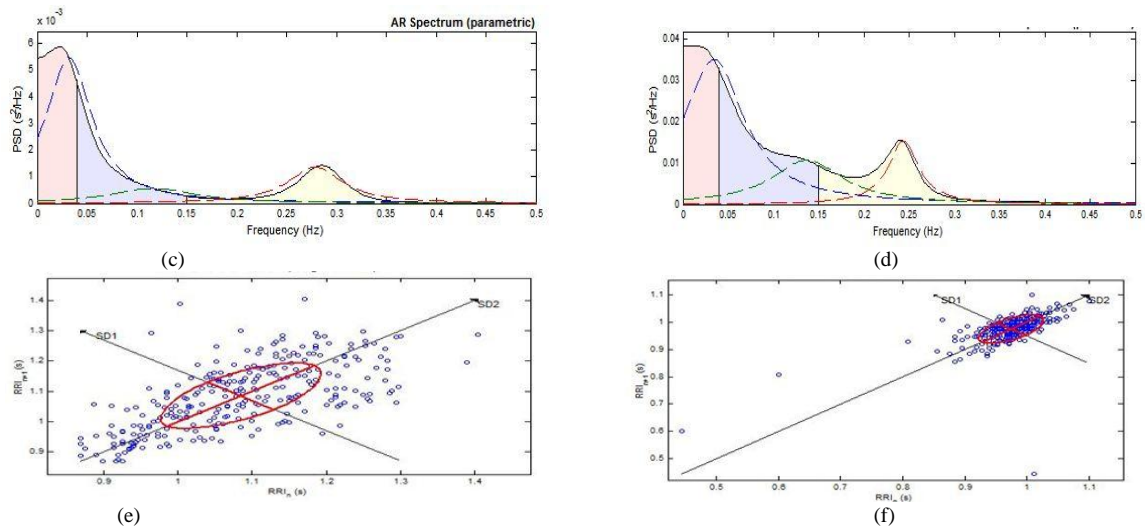 × 10⁻³
AR Spectrum (parametric)
6
5
4
3
2
1
0
PSD (s²/Hz)
0 0.05 0.1 0.15 0.2 0.25 0.3 0.35 0.4 0.45 0.5
Frequency (Hz)
(c)
0.04
0.03
0.02
0.01
0
PSD (s²/Hz)
0 0.05 0.1 0.15 0.2 0.25 0.3 0.35 0.4 0.45 0.5
Frequency (Hz)
(d)
SD1
SD2
1.4
1.3
1.2
1.1
1
0.9
RRIₙ₊₁ (s)
0.9 1 1.1 1.2 1.3 1.4
RRIₙ (s)
(e)
SD1
SD2
1.1
1
0.9
0.8
0.7
0.6
0.5
RRIₙ₊₁ (s)
0.5 0.6 0.7 0.8 0.9 1 1.1
RRIₙ (s)
(f)